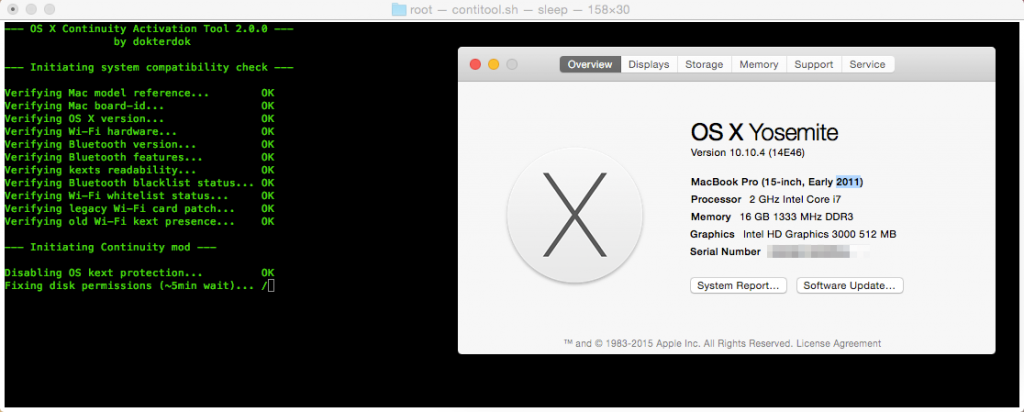 root — contitool.sh — sleep — 158×30
--- OS X Continuity Activation Tool 2.0.0 ---
by dokterdok
--- Initiating system compatibility check ---
Verifying Mac model reference... OK
Verifying Mac board-id... OK
Verifying OS X version... OK
Verifying Wi-Fi hardware... OK
Verifying Bluetooth version... OK
Verifying Bluetooth features... OK
Verifying kexts readability... OK
Verifying Bluetooth blacklist status... OK
Verifying Wi-Fi whitelist status... OK
Verifying legacy Wi-Fi card patch... OK
Verifying old Wi-Fi kext presence... OK
--- Initiating Continuity mod ---
Disabling OS kext protection... OK
Fixing disk permissions (~5min wait)... /
Overview Displays Storage Memory Support Service
OS X Yosemite
Version 10.10.4 (14E46)
MacBook Pro (15-inch, Early 2011)
Processor 2 GHz Intel Core i7
Memory 16 GB 1333 MHz DDR3
Graphics Intel HD Graphics 3000 512 MB
Serial Number
System Report... Software Update...
™ and © 1983-2015 Apple Inc. All Rights Reserved. License Agreement